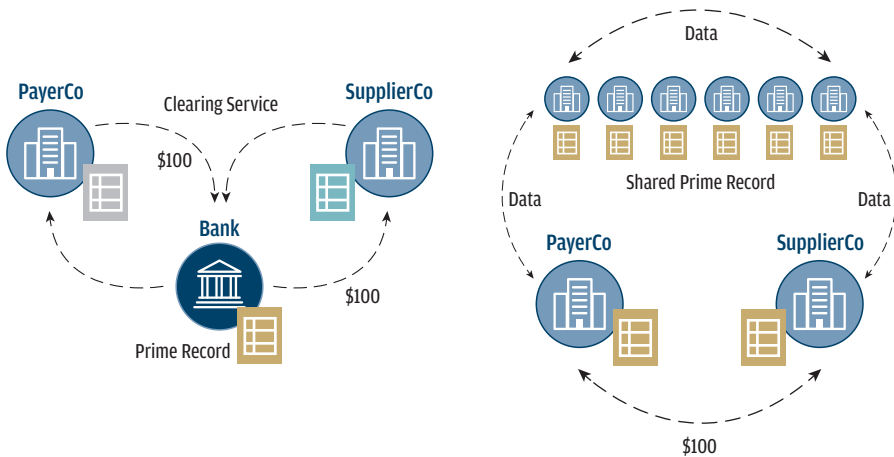 PayerCo
Clearing Service
SupplierCo
$100
Bank
$100
Prime Record
Data
Shared Prime Record
Data
Data
PayerCo
SupplierCo
$100